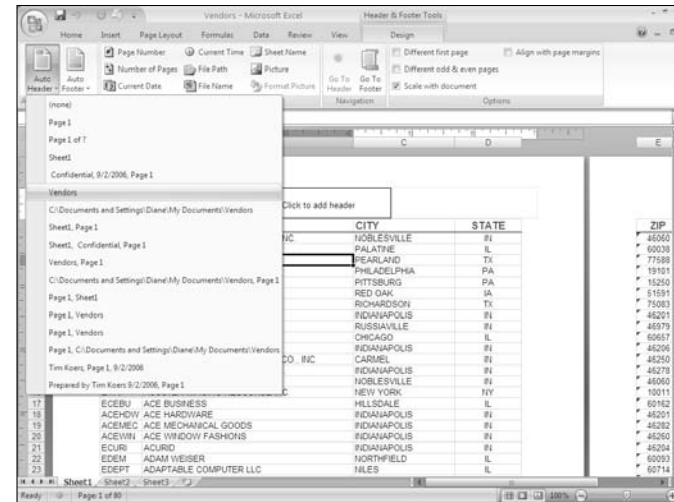 Vendors - Microsoft Excel
Header & Footer Tools
Home Insert Page Layout Formulas Data Review View Design
Auto Header Auto Footer
Page Number Current Time Sheet Name
Number of Pages File Path Picture
Current Date File Name Format Picture
Go To Header Go To Footer
Different first page Align with page margins
Different odd & even pages
Scale with document
Navigation Options
(none)
Page 1
Page 1 of ?
Sheet1
Confidential, 9/2/2006, Page 1
Vendors
C:\Documents and Settings\Diane\My Documents\Vendors
Sheet1, Page 1
Sheet1, Confidential, Page 1
Vendors, Page 1
C:\Documents and Settings\Diane\My Documents\Vendors, Page 1
Page 1, Sheet1
Page 1, Vendors
Page 1, Vendors
Page 1, C:\Documents and Settings\Diane\My Documents\Vendors
Tim Koers, Page 1, 9/2/2006
Prepared by Tim Koers 9/2/2006, Page 1
C D E
Click to add header
CITY STATE ZIP
NC NOBLESVILLE IN 46060
PALATINE IL 60038
PEARLAND TX 77588
PHILADELPHIA PA 19101
PITTSBURG PA 15250
RED OAK IA 51591
RICHARDSON TX 75083
INDIANAPOLIS IN 46201
RUSSIAVILLE IN 46979
CHICAGO IL 60657
INDIANAPOLIS IN 46206
CO., INC CARMEL IN 46250
INDIANAPOLIS IN 46278
NOBLESVILLE IN 46060
NEW YORK NY 10011
17 ECEBU ACE BUSINESS HILLSDALE IL 60162
18 ACEHDW ACE HARDWARE INDIANAPOLIS IN 46201
19 ACEMEC ACE MECHANICAL GOODS INDIANAPOLIS IN 46282
20 ACEWIN ACE WINDOW FASHIONS INDIANAPOLIS IN 46260
21 ECURI ACURID INDIANAPOLIS IN 46204
22 EDEM ADAM WEISER NORTHFIELD IL 60093
23 EDEPT ADAPTABLE COMPUTER LLC NILES IL 60714
Sheet1 Sheet2 Sheet3
Ready Page: 1 of 80 100%